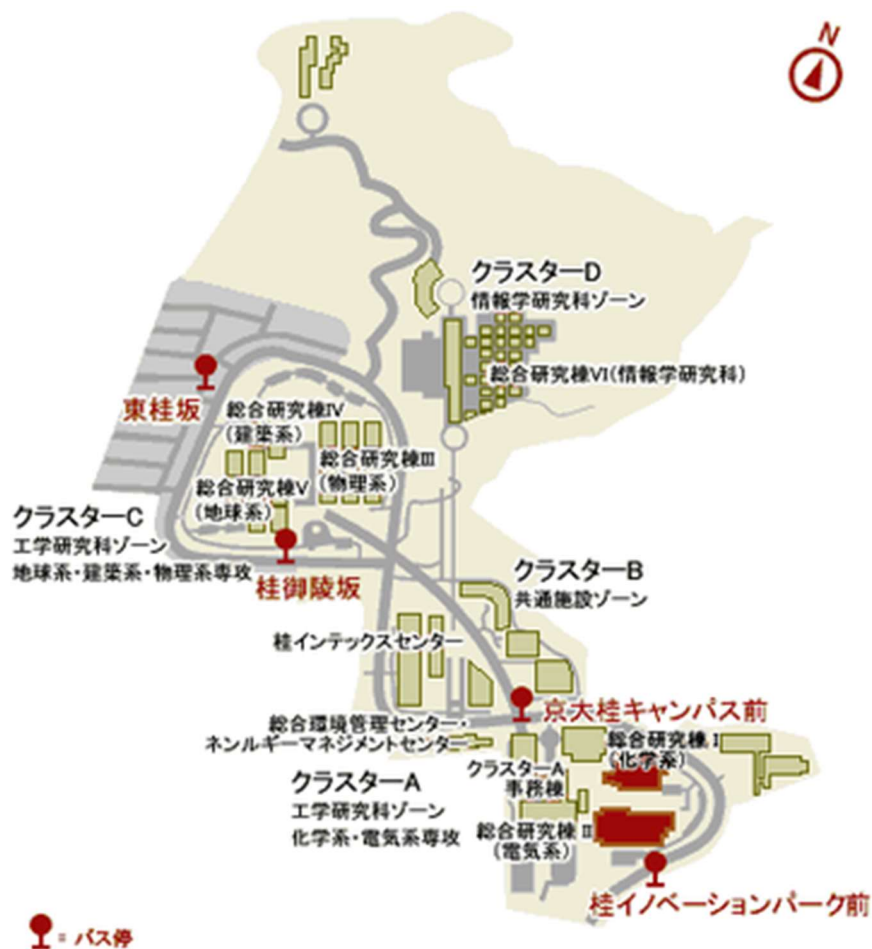 N
クラスターD
情報学研究科ゾーン
総合研究棟VI(情報学研究科)
東桂坂
総合研究棟IV
(建築系)
総合研究棟III
(物理系)
総合研究棟V
(地球系)
クラスターC
工学研究科ゾーン
地球系・建築系・物理系専攻
桂御陵坂
クラスターB
共通施設ゾーン
桂インテックスセンター
京大桂キャンパス前
総合環境管理センター・
ネンルギーマネジメントセンター
総合研究棟 I
(化学系)
クラスターA
事務棟
クラスターA
工学研究科ゾーン
化学系・電気系専攻
総合研究棟 II
(電気系)
桂イノベーションパーク前
= バス停